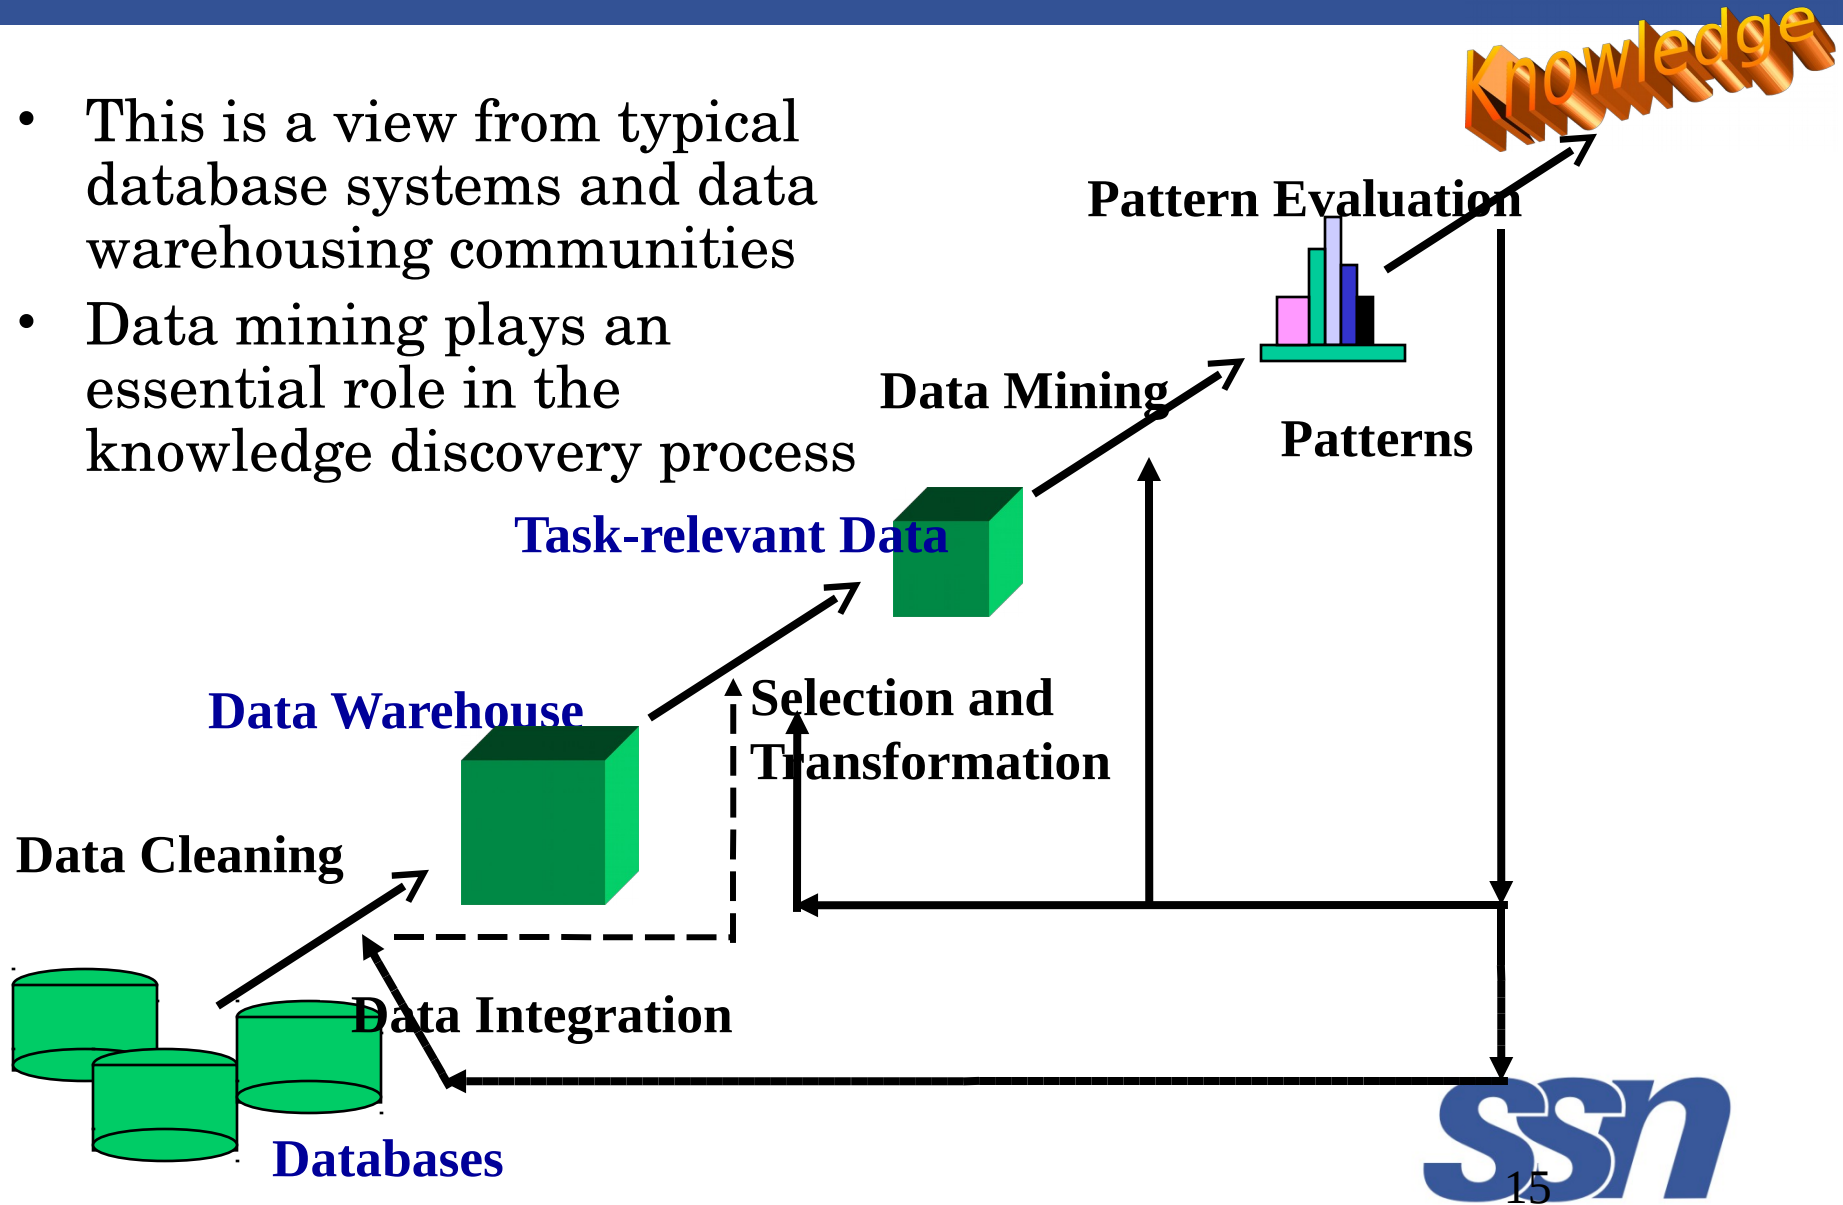 Knowledge
• This is a view from typical
database systems and data
warehousing communities
• Data mining plays an
essential role in the
knowledge discovery process
Pattern Evaluation
Data Mining
Patterns
Task-relevant Data
Selection and
Transformation
Data Warehouse
Data Cleaning
Data Integration
Databases
ssn
15